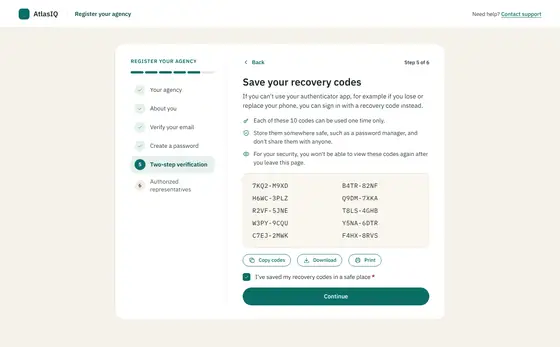 AtlasIQ
Register your agency
Need help? Contact support
REGISTER YOUR AGENCY
Your agency
About you
Verify your email
Create a password
5
Two-step verification
6
Authorized
representatives
Back
Step 5 of 6
Save your recovery codes
If you can't use your authenticator app, for example if you lose or
replace your phone, you can sign in with a recovery code instead.
Each of these 10 codes can be used one time only.
Store them somewhere safe, such as a password manager, and
don't share them with anyone.
For your security, you won't be able to view these codes again after
you leave this page.
7KQ2-M9XD B4TR-82NF
H6WC-3PLZ Q9DM-7XKA
R2VF-5JNE T8LS-4GHB
W3PY-9CQU Y5NA-6DTR
C7EJ-2MWK F4HX-8RVS
Copy codes
Download
Print
I've saved my recovery codes in a safe place *
Continue